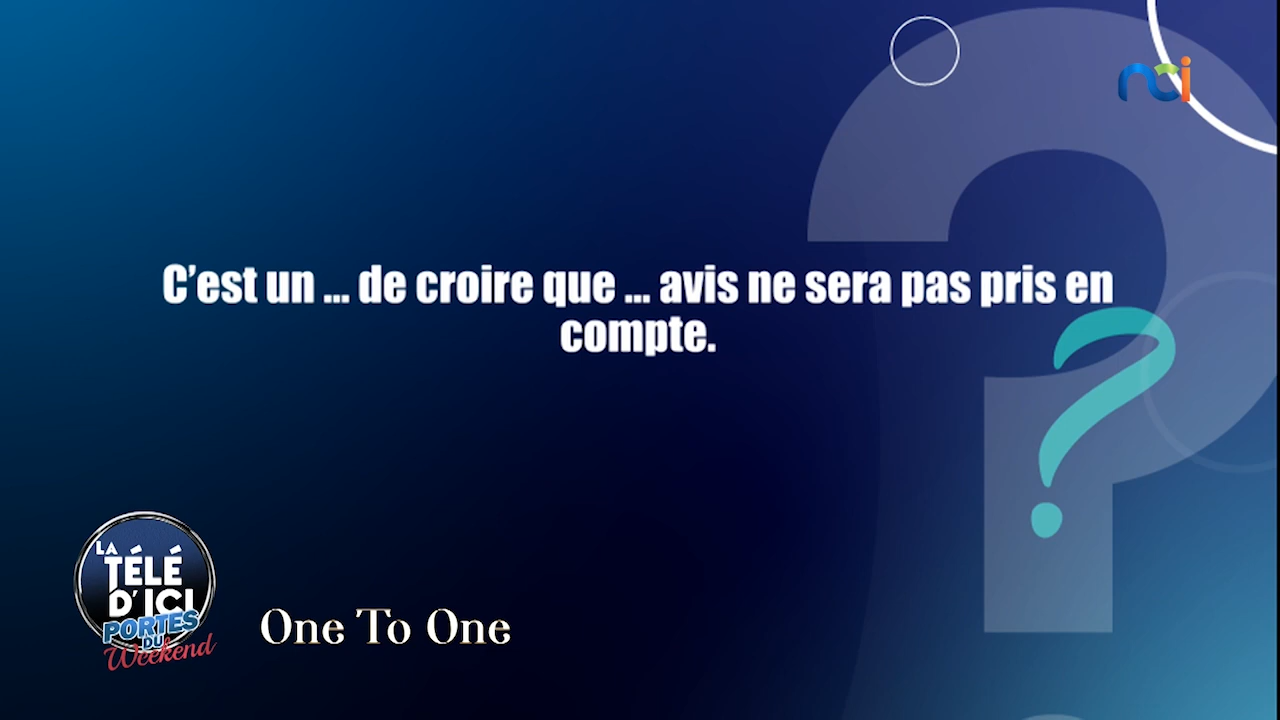 nci
C’est un ... de croire que ... avis ne sera pas pris en
compte.
LA
TÉLÉ
D’ICI
PORTES
DU
Weekend
One To One